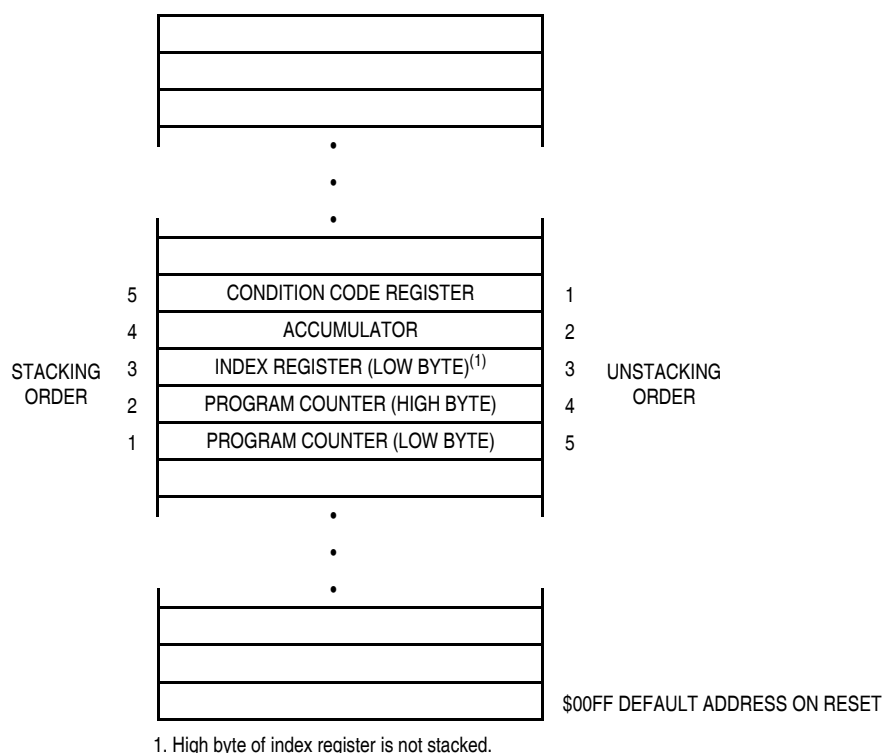 5 CONDITION CODE REGISTER 1
4 ACCUMULATOR 2
STACKING ORDER
3 INDEX REGISTER (LOW BYTE)(1) 3
UNSTACKING ORDER
2 PROGRAM COUNTER (HIGH BYTE) 4
1 PROGRAM COUNTER (LOW BYTE) 5
$00FF DEFAULT ADDRESS ON RESET
1. High byte of index register is not stacked.